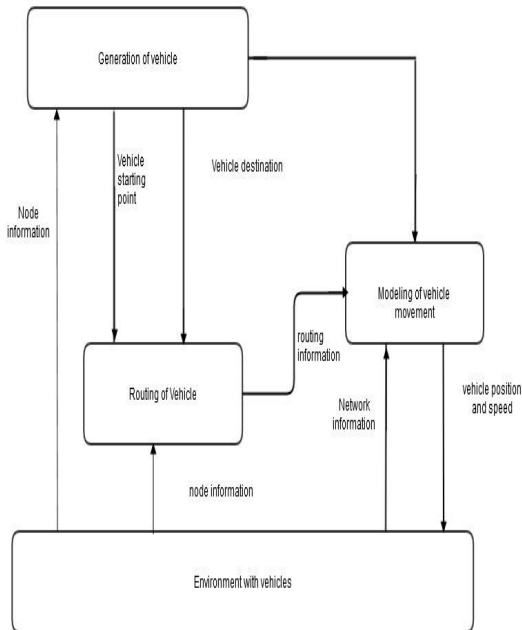 Generation of vehicle
Vehicle
starting
point
Vehicle destination
Node
information
Modeling of vehicle
movement
routing
information
Routing of Vehicle
Network
information
vehicle position
and speed
node information
Environment with vehicles